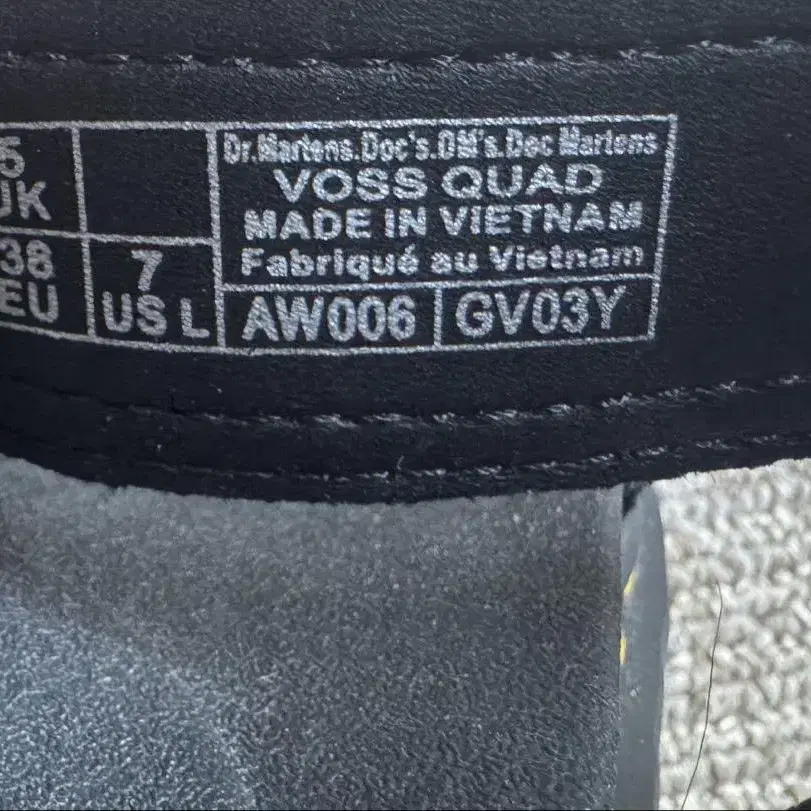 5
UK
38
EU
7
US L
Dr.Martens.Doc's.DM's.Doc Martens
VOSS QUAD
MADE IN VIETNAM
Fabriqué au Vietnam
AW006 GV03Y